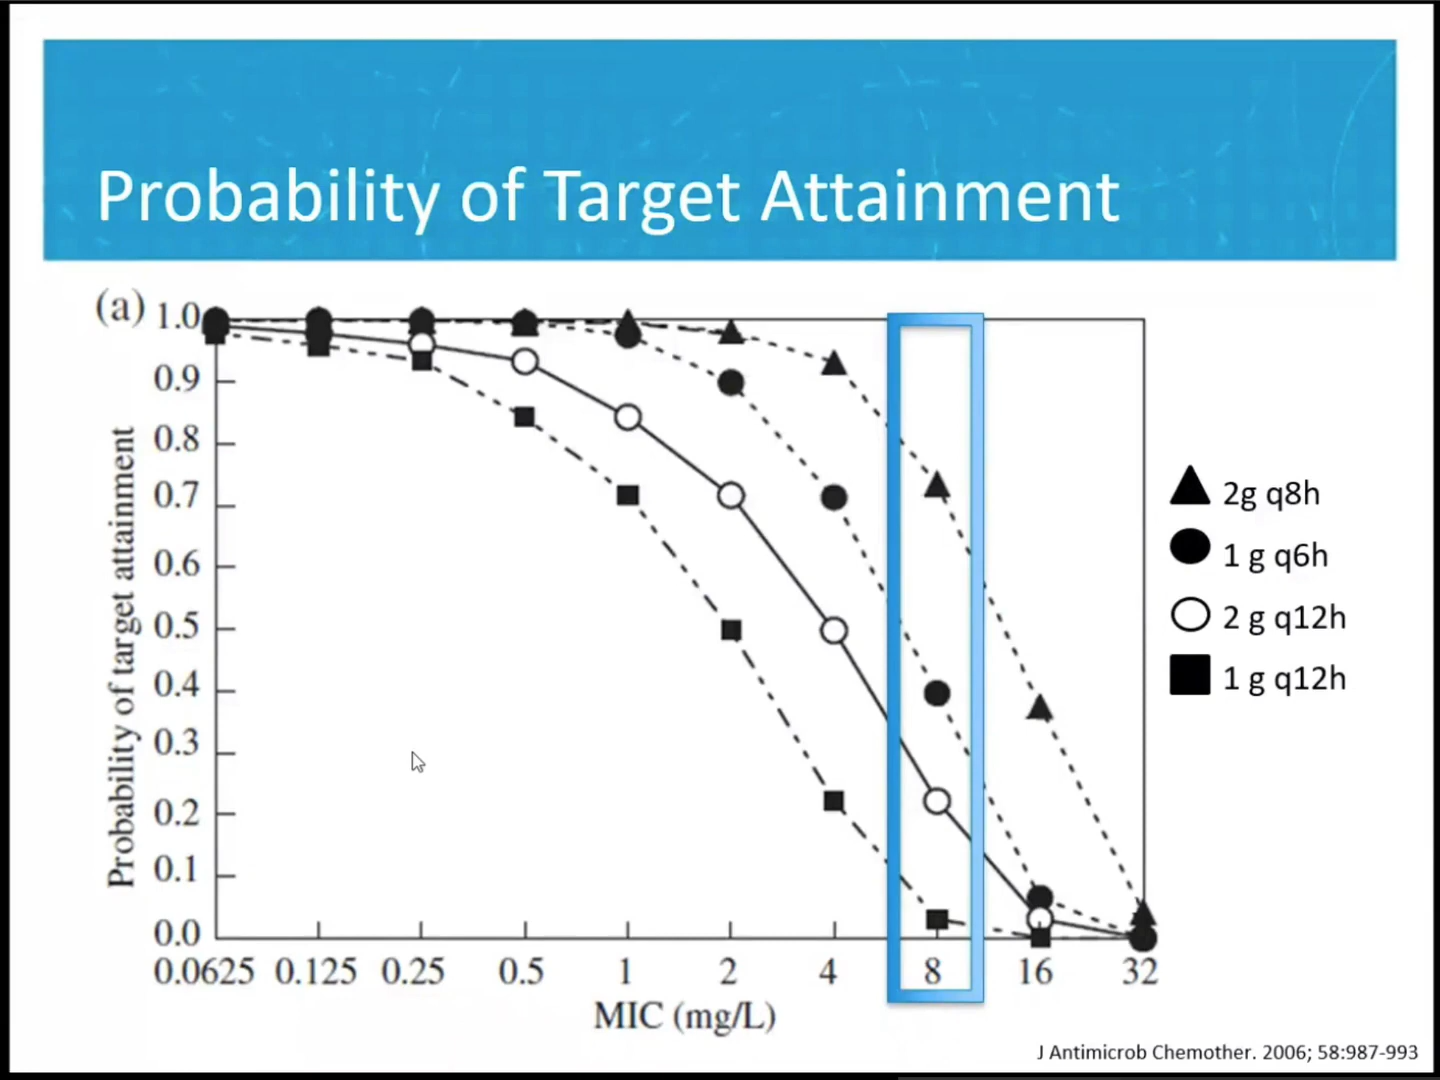 Probability of Target Attainment
(a)
1.0
0.9
0.8
0.7
0.6
0.5
0.4
0.3
0.2
0.1
0.0
Probability of target attainment
0.0625 0.125 0.25 0.5 1 2 4 8 16 32
MIC (mg/L)
2g q8h
1 g q6h
2 g q12h
1 g q12h
J Antimicrob Chemother. 2006; 58:987-993